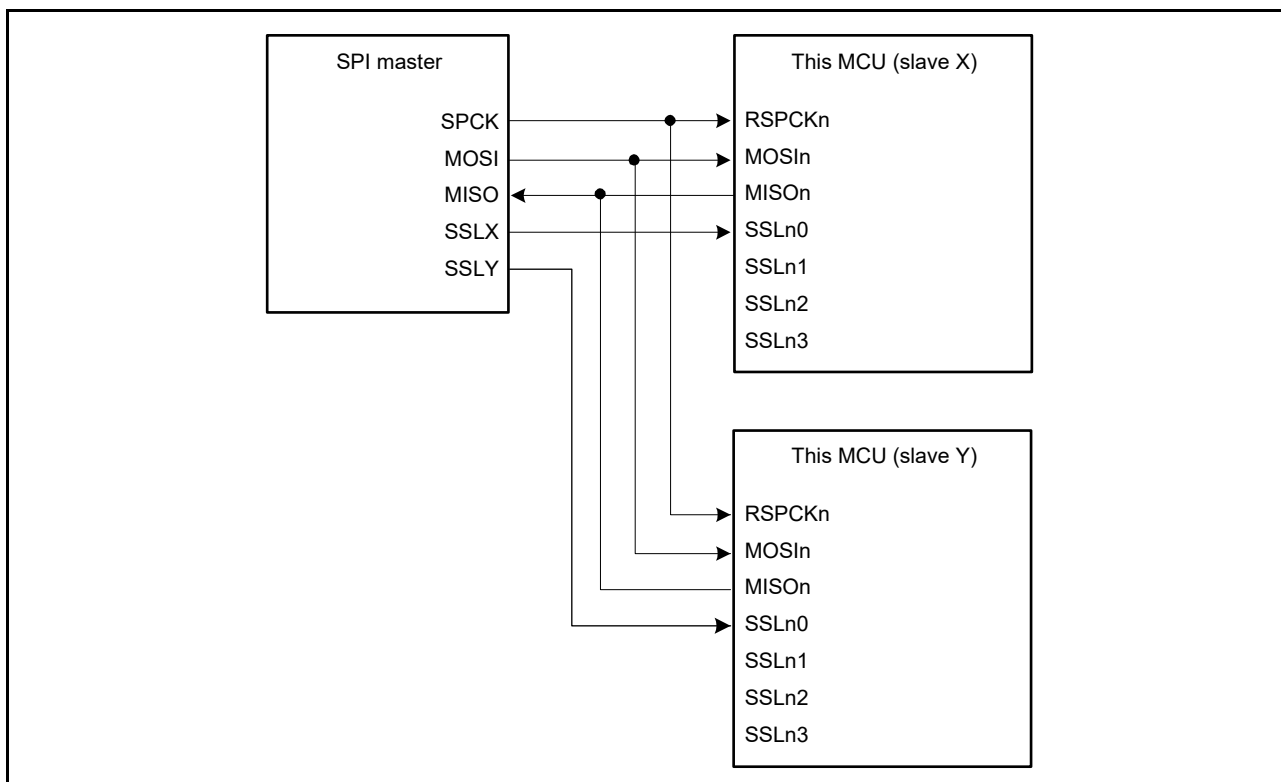 SPI master
SPCK
MOSI
MISO
SSLX
SSLY
This MCU (slave X)
RSPCKn
MOSIn
MISOn
SSLn0
SSLn1
SSLn2
SSLn3
This MCU (slave Y)
RSPCKn
MOSIn
MISOn
SSLn0
SSLn1
SSLn2
SSLn3